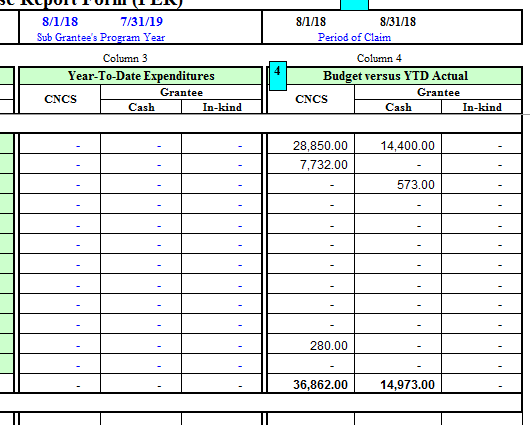 se Report Form (PER)
8/1/18 7/31/19 8/1/18 8/31/18
Sub Grantee's Program Year Period of Claim
Column 3 Column 4
Year-To-Date Expenditures 4 Budget versus YTD Actual
CNCS Grantee CNCS Grantee
Cash In-kind Cash In-kind
- - - 28,850.00 14,400.00 -
- - - 7,732.00 - -
- - - - 573.00 -
- - - - - -
- - - - - -
- - - - - -
- - - - - -
- - - - - -
- - - - - -
- - - - - -
- - - 280.00 - -
- - - - - -
- - - 36,862.00 14,973.00 -